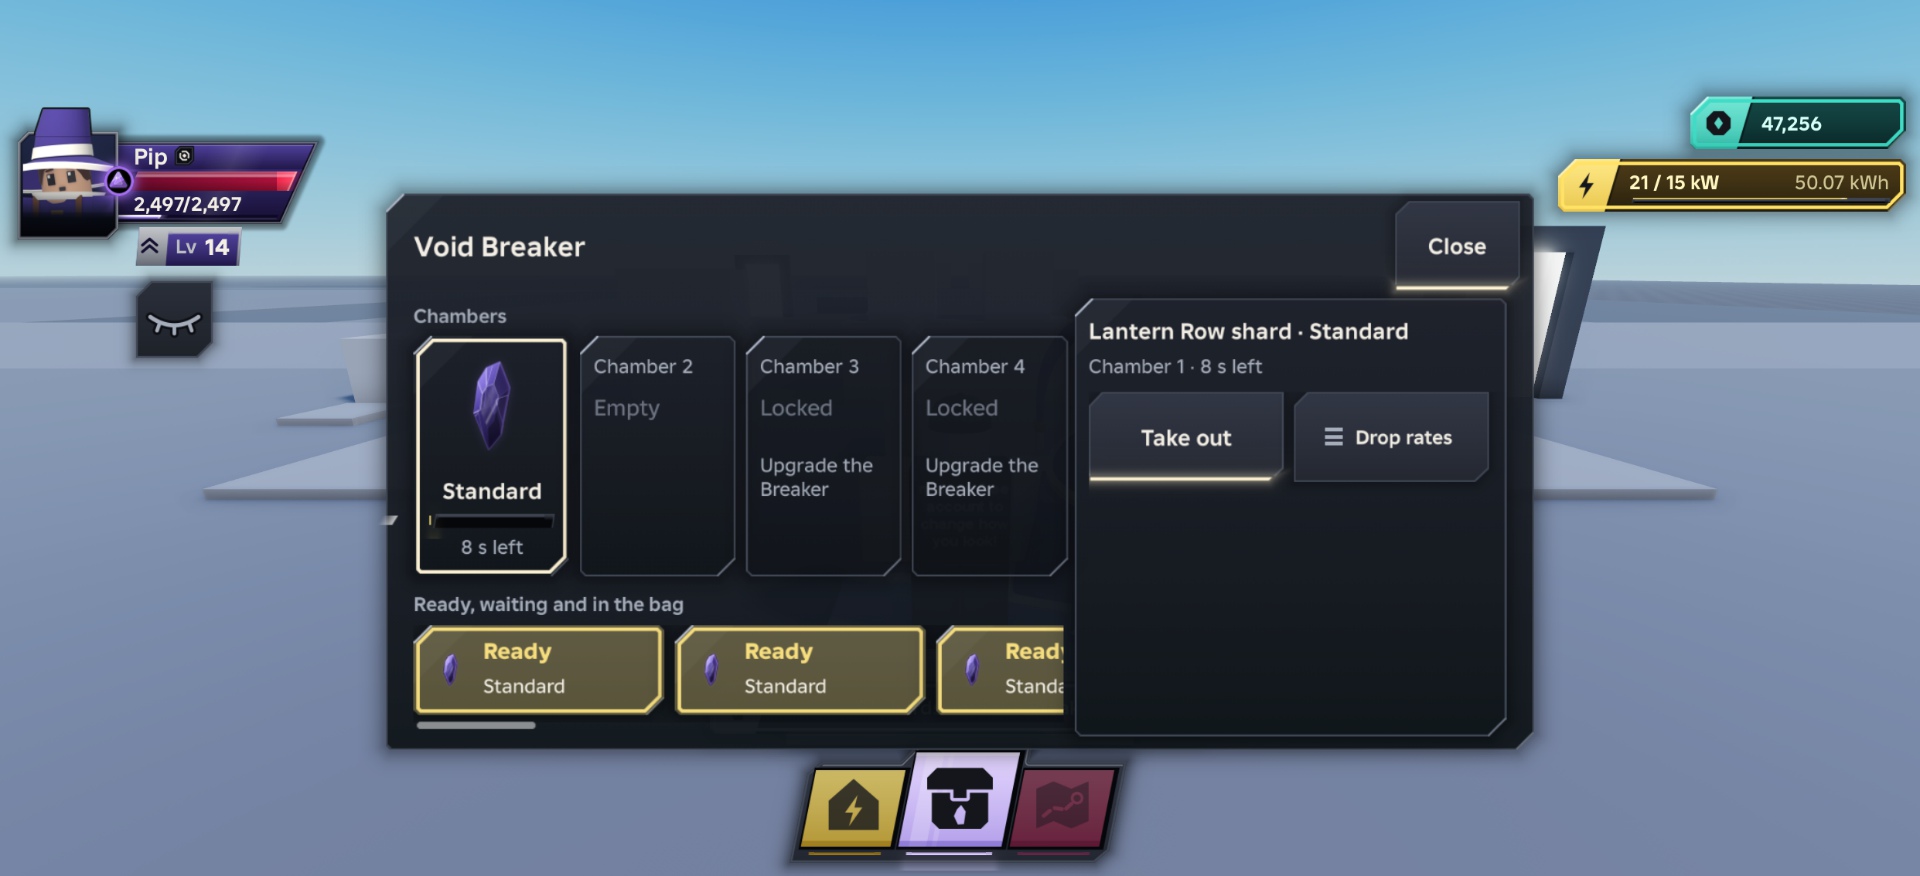 Pip
2,497/2,497
Lv 14
47,256
21 / 15 kW 50.07 kWh
Void Breaker
Close
Chambers
Standard
8 s left
Chamber 2
Empty
Chamber 3
Locked
Upgrade the
Breaker
Chamber 4
Locked
Upgrade the
Breaker
Lantern Row shard · Standard
Chamber 1 · 8 s left
Take out
Drop rates
Ready, waiting and in the bag
Ready
Standard
Ready
Standard
Ready
Standa